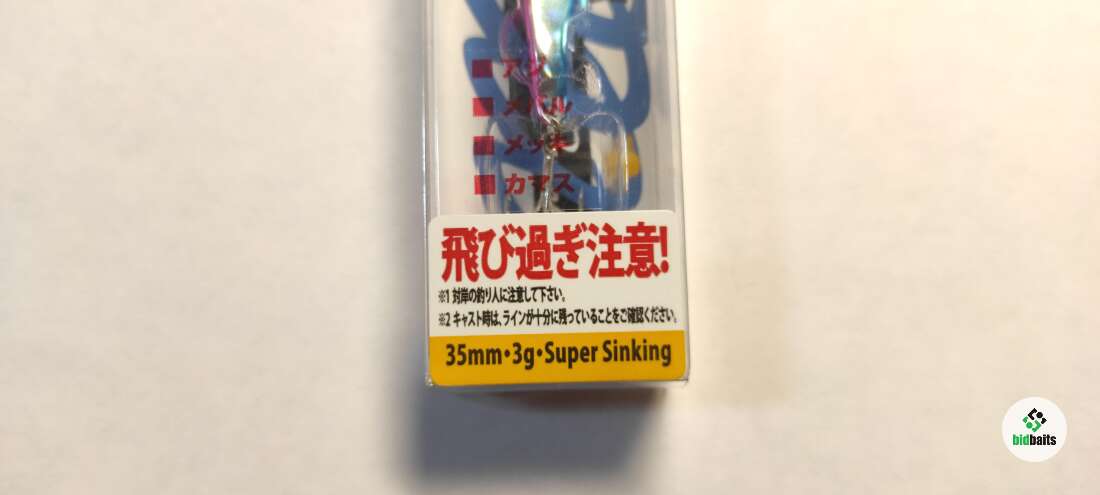 ■ アジ
■ メバル
■ メッキ
■ カマス
飛び過ぎ注意!
※1 対岸の釣り人に注意して下さい。
※2 キャスト時は、ラインが十分に残っていることをご確認ください。
35mm・3g・Super Sinking
bidbaits